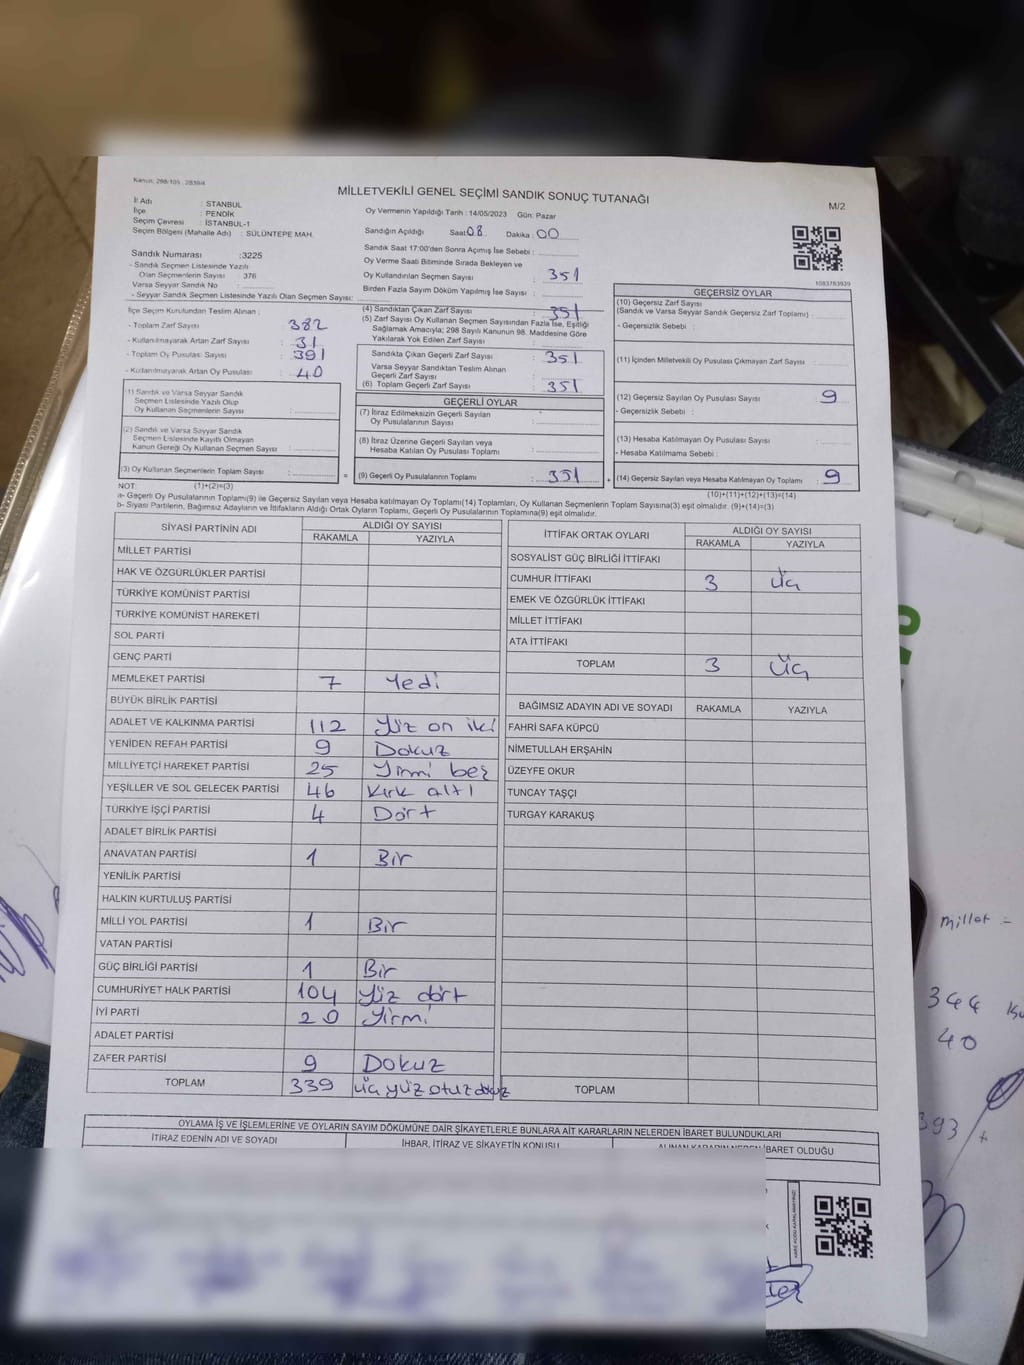 Kanun: 298/105 : 2839/4
MİLLETVEKİLİ GENEL SEÇİMİ SANDIK SONUÇ TUTANAĞI
M/2
İl Adı : STANBUL
İlçe : PENDİK
Seçim Çevresi : İSTANBUL-1
Seçim Bölgesi (Mahalle Adı) : SÜLÜNTEPE MAH.
Oy Vermenin Yapıldığı Tarih : 14/05/2023 Gün: Pazar
Sandığın Açıldığı Saat 08 Dakika : 00
Sandık Saat 17:00'den Sonra Açımış İse Sebebi :
Oy Verme Saati Bitiminde Sırada Bekleyen ve
Oy Kullandırılan Seçmen Sayısı : 351
Birden Fazla Sayım Döküm Yapılmış İse Sayısı :
1083783939
Sandık Numarası :3225
- Sandık Seçmen Listesinde Yazılı
Olan Seçmenlerin Sayısı : 376
Varsa Seyyar Sandık No :
- Seyyar Sandık Seçmen Listesinde Yazılı Olan Seçmen Sayısı:
İlçe Seçim Kurulundan Teslim Alınan :
- Toplam Zarf Sayısı : 382
- Kullanılmayarak Artan Zarf Sayısı : 31
- Toplam Oy Pusulası Sayısı : 391
- Kullanılmayarak Artan Oy Pusulası : 40
(4) Sandıktan Çıkan Zarf Sayısı : 351
(5) Zarf Sayısı Oy Kullanan Seçmen Sayısından Fazla İse, Eşitliği
Sağlamak Amacıyla; 298 Sayılı Kanunun 98. Maddesine Göre
Yakılarak Yok Edilen Zarf Sayısı :
Sandıkta Çıkan Geçerli Zarf Sayısı : 351
Varsa Seyyar Sandıktan Teslim Alınan
Geçerli Zarf Sayısı :
(6) Toplam Geçerli Zarf Sayısı : 351
GEÇERSİZ OYLAR
(10) Geçersiz Zarf Sayısı
(Sandık ve Varsa Seyyar Sandık Geçersiz Zarf Toplamı) :
- Geçersizlik Sebebi :
(11) İçinden Milletvekili Oy Pusulası Çıkmayan Zarf Sayısı :
(12) Geçersiz Sayılan Oy Pusulası Sayısı : 9
- Geçersizlik Sebebi :
(13) Hesaba Katılmayan Oy Pusulası Sayısı :
- Hesaba Katılmama Sebebi :
(14) Geçersiz Sayılan veya Hesaba Katılmayan Oy Toplamı : 9
(1) Sandık ve Varsa Seyyar Sandık
Seçmen Listesinde Yazılı Olup
Oy Kullanan Seçmenlerin Sayısı :
(2) Sandık ve Varsa Seyyar Sandık
Seçmen Listesinde Kayıtlı Olmayan
Kanun Gereği Oy Kullanan Seçmen Sayısı :
(3) Oy Kullanan Seçmenlerin Toplam Sayısı : =
GEÇERLİ OYLAR
(7) İtiraz Edilmeksizin Geçerli Sayılan
Oy Pusulalarının Sayısı :
(8) İtiraz Üzerine Geçerli Sayılan veya
Hesaba Katılan Oy Pusulası Toplamı :
(9) Geçerli Oy Pusulalarının Toplamı : 351 +
NOT: (1)+(2)=(3)
(10)+(11)+(12)+(13)=(14)
a- Geçerli Oy Pusulalarının Toplamı(9) ile Geçersiz Sayılan veya Hesaba katılmayan Oy Toplamı(14) Toplamları, Oy Kullanan Seçmenlerin Toplam Sayısına(3) eşit olmalıdır. (9)+(14)=(3)
b- Siyasi Partilerin, Bağımsız Adayların ve İttifakların Aldığı Ortak Oyların Toplamı, Geçerli Oy Pusulalarının Toplamına(9) eşit olmalıdır.
SİYASİ PARTİNİN ADI ALDIĞI OY SAYISI
RAKAMLA YAZIYLA
MİLLET PARTİSİ
HAK VE ÖZGÜRLÜKLER PARTİSİ
TÜRKİYE KOMÜNİST PARTİSİ
TÜRKİYE KOMÜNİST HAREKETİ
SOL PARTİ
GENÇ PARTİ
MEMLEKET PARTİSİ 7 Yedi
BÜYÜK BİRLİK PARTİSİ
ADALET VE KALKINMA PARTİSİ 112 Yüz on iki
YENİDEN REFAH PARTİSİ 9 Dokuz
MİLLİYETÇİ HAREKET PARTİSİ 25 Yirmi beş
YEŞİLLER VE SOL GELECEK PARTİSİ 46 Kırk altı
TÜRKİYE İŞÇİ PARTİSİ 4 Dört
ADALET BİRLİK PARTİSİ
ANAVATAN PARTİSİ 1 Bir
YENİLİK PARTİSİ
HALKIN KURTULUŞ PARTİSİ
MİLLİ YOL PARTİSİ 1 Bir
VATAN PARTİSİ
GÜÇ BİRLİĞİ PARTİSİ 1 Bir
CUMHURİYET HALK PARTİSİ 104 Yüz dört
İYİ PARTİ 20 Yirmi
ADALET PARTİSİ
ZAFER PARTİSİ 9 Dokuz
TOPLAM 339 üç yüz otuz dokuz
İTTİFAK ORTAK OYLARI ALDIĞI OY SAYISI
RAKAMLA YAZIYLA
SOSYALİST GÜÇ BİRLİĞİ İTTİFAKI
CUMHUR İTTİFAKI 3 üç
EMEK VE ÖZGÜRLÜK İTTİFAKI
MİLLET İTTİFAKI
ATA İTTİFAKI
TOPLAM 3 üç
BAĞIMSIZ ADAYIN ADI VE SOYADI RAKAMLA YAZIYLA
FAHRİ SAFA KÜPCÜ
NİMETULLAH ERŞAHİN
ÜZEYFE OKUR
TUNCAY TAŞÇI
TURGAY KARAKUŞ
TOPLAM
OYLAMA İŞ VE İŞLEMLERİNE VE OYLARIN SAYIM DÖKÜMÜNE DAİR ŞİKAYETLERLE BUNLARA AİT KARARLARIN NELERDEN İBARET BULUNDUKLARI
İTİRAZ EDENİN ADI VE SOYADI İHBAR, İTİRAZ VE ŞİKAYETİN KONUSU ALINAN KARARIN NEDEN İBARET OLDUĞU
millet =
344
40
393 +